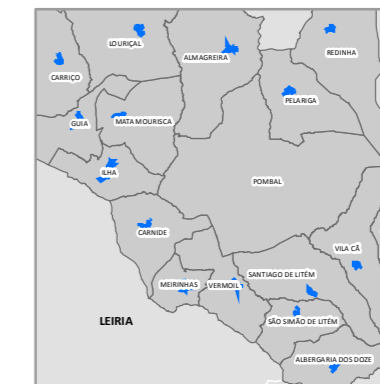 LOURIÇAL
REDINHA
ALMAGREIRA
CARRIÇO
PELARIGA
GUIA
MATA MOURISCA
ILHA
POMBAL
CARNIDE
VILA CÃ
SANTIAGO DE LITÉM
MEIRINHAS
VERMOIL
LEIRIA
SÃO SIMÃO DE LITÉM
ALBERGARIA DOS DOZE